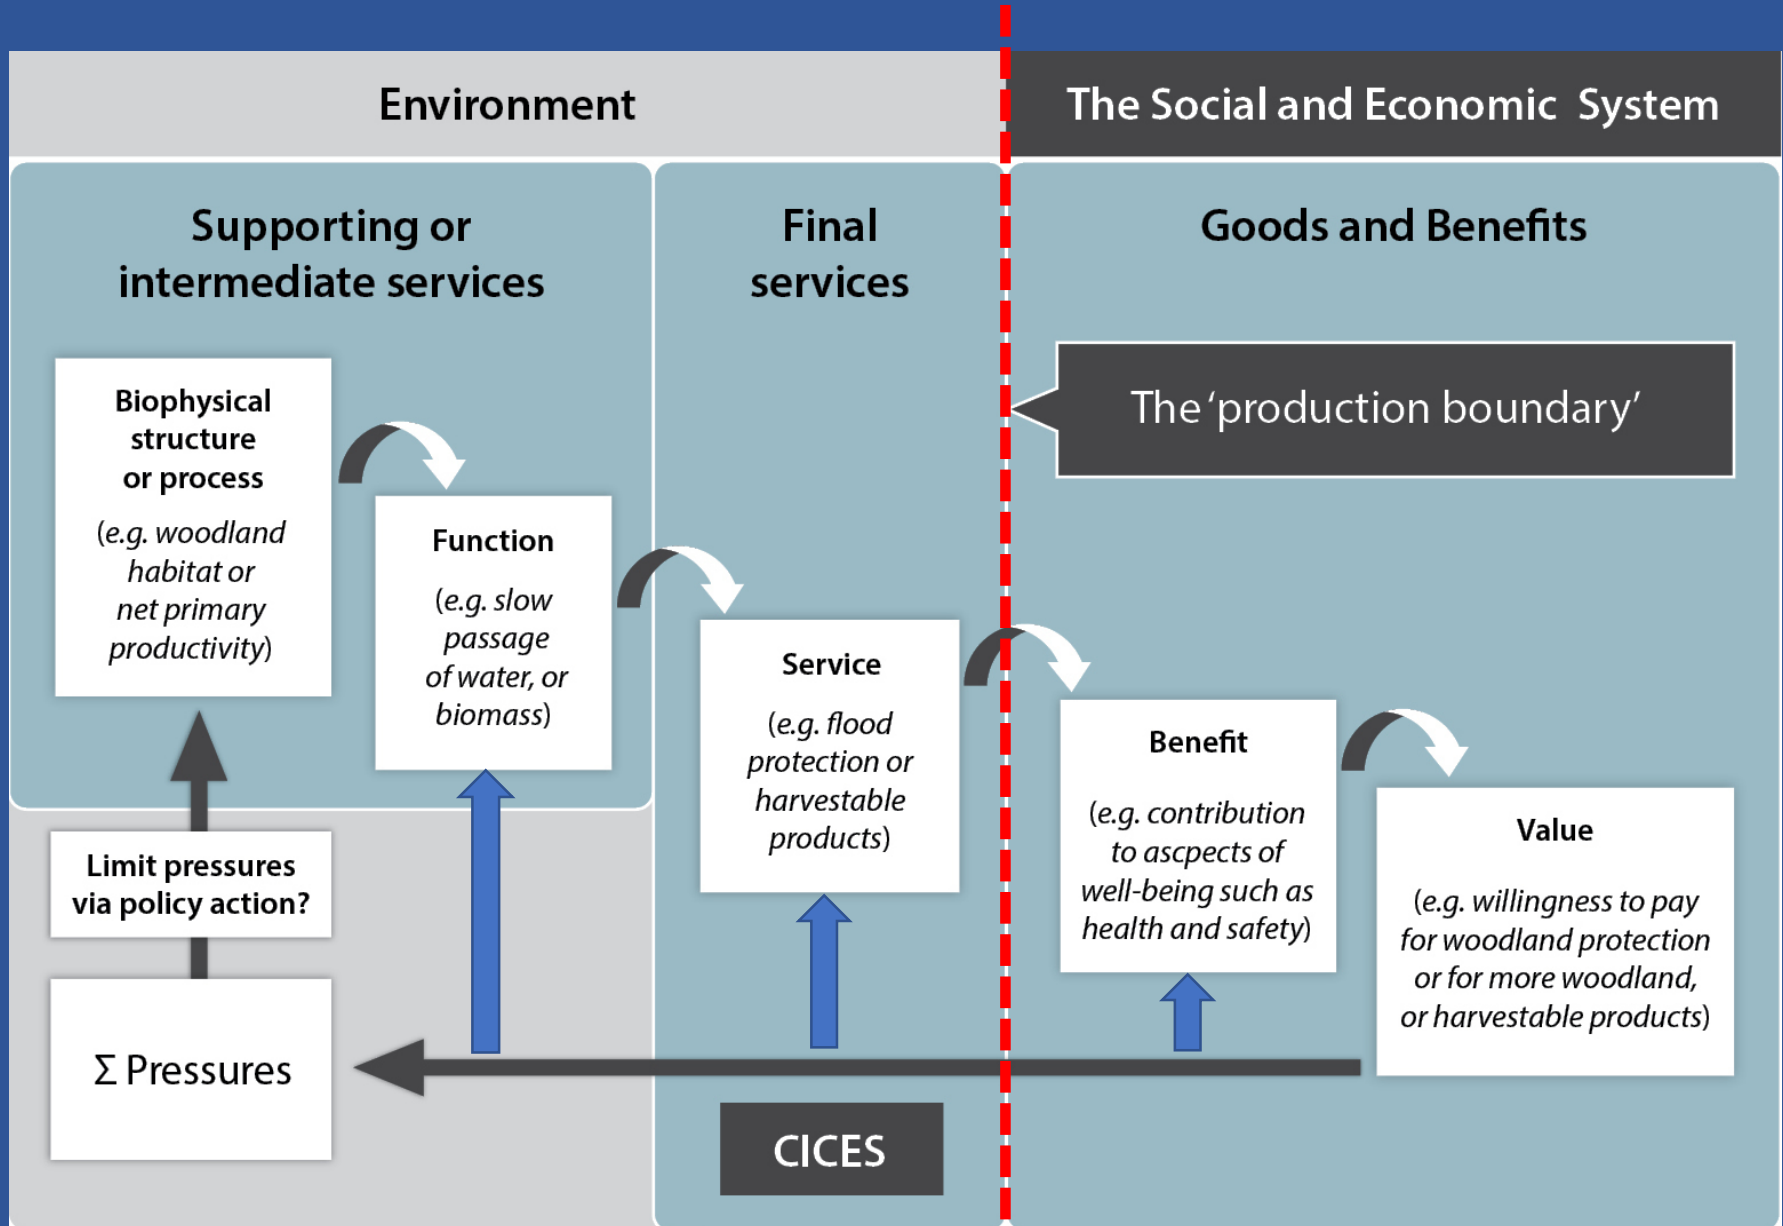 Environment
The Social and Economic System
Supporting or
intermediate services
Final
services
Goods and Benefits
The ‘production boundary’
Biophysical
structure
or process
(e.g. woodland
habitat or
net primary
productivity)
Function
(e.g. slow
passage
of water, or
biomass)
Service
(e.g. flood
protection or
harvestable
products)
Benefit
(e.g. contribution
to ascpects of
well-being such as
health and safety)
Value
(e.g. willingness to pay
for woodland protection
or for more woodland,
or harvestable products)
Limit pressures
via policy action?
Σ Pressures
CICES